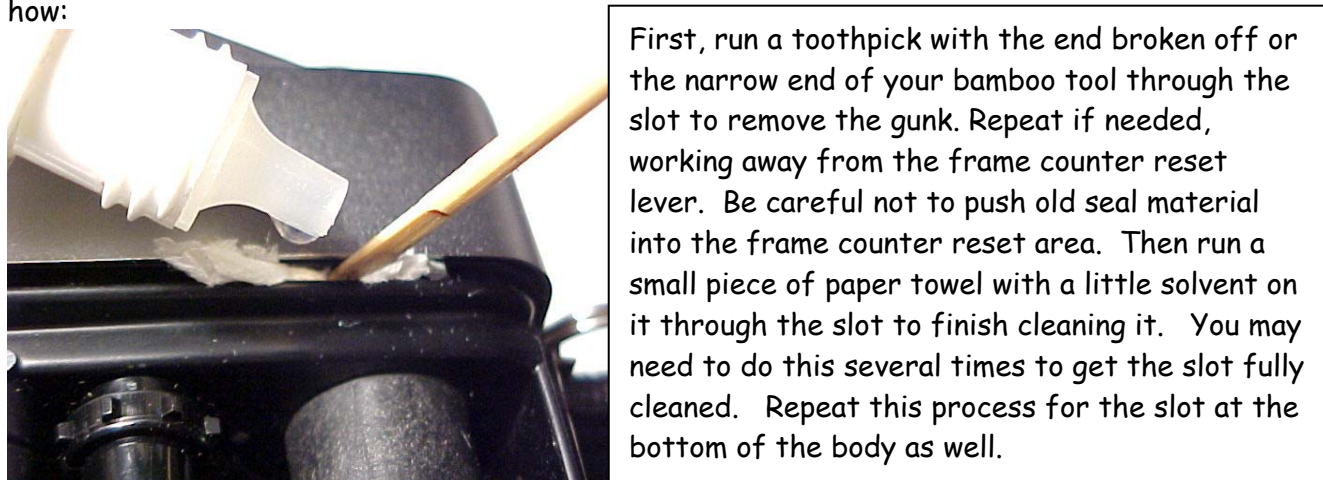 how:
First, run a toothpick with the end broken off or
the narrow end of your bamboo tool through the
slot to remove the gunk. Repeat if needed,
working away from the frame counter reset
lever.  Be careful not to push old seal material
into the frame counter reset area.  Then run a
small piece of paper towel with a little solvent on
it through the slot to finish cleaning it.   You may
need to do this several times to get the slot fully
cleaned.   Repeat this process for the slot at the
bottom of the body as well.